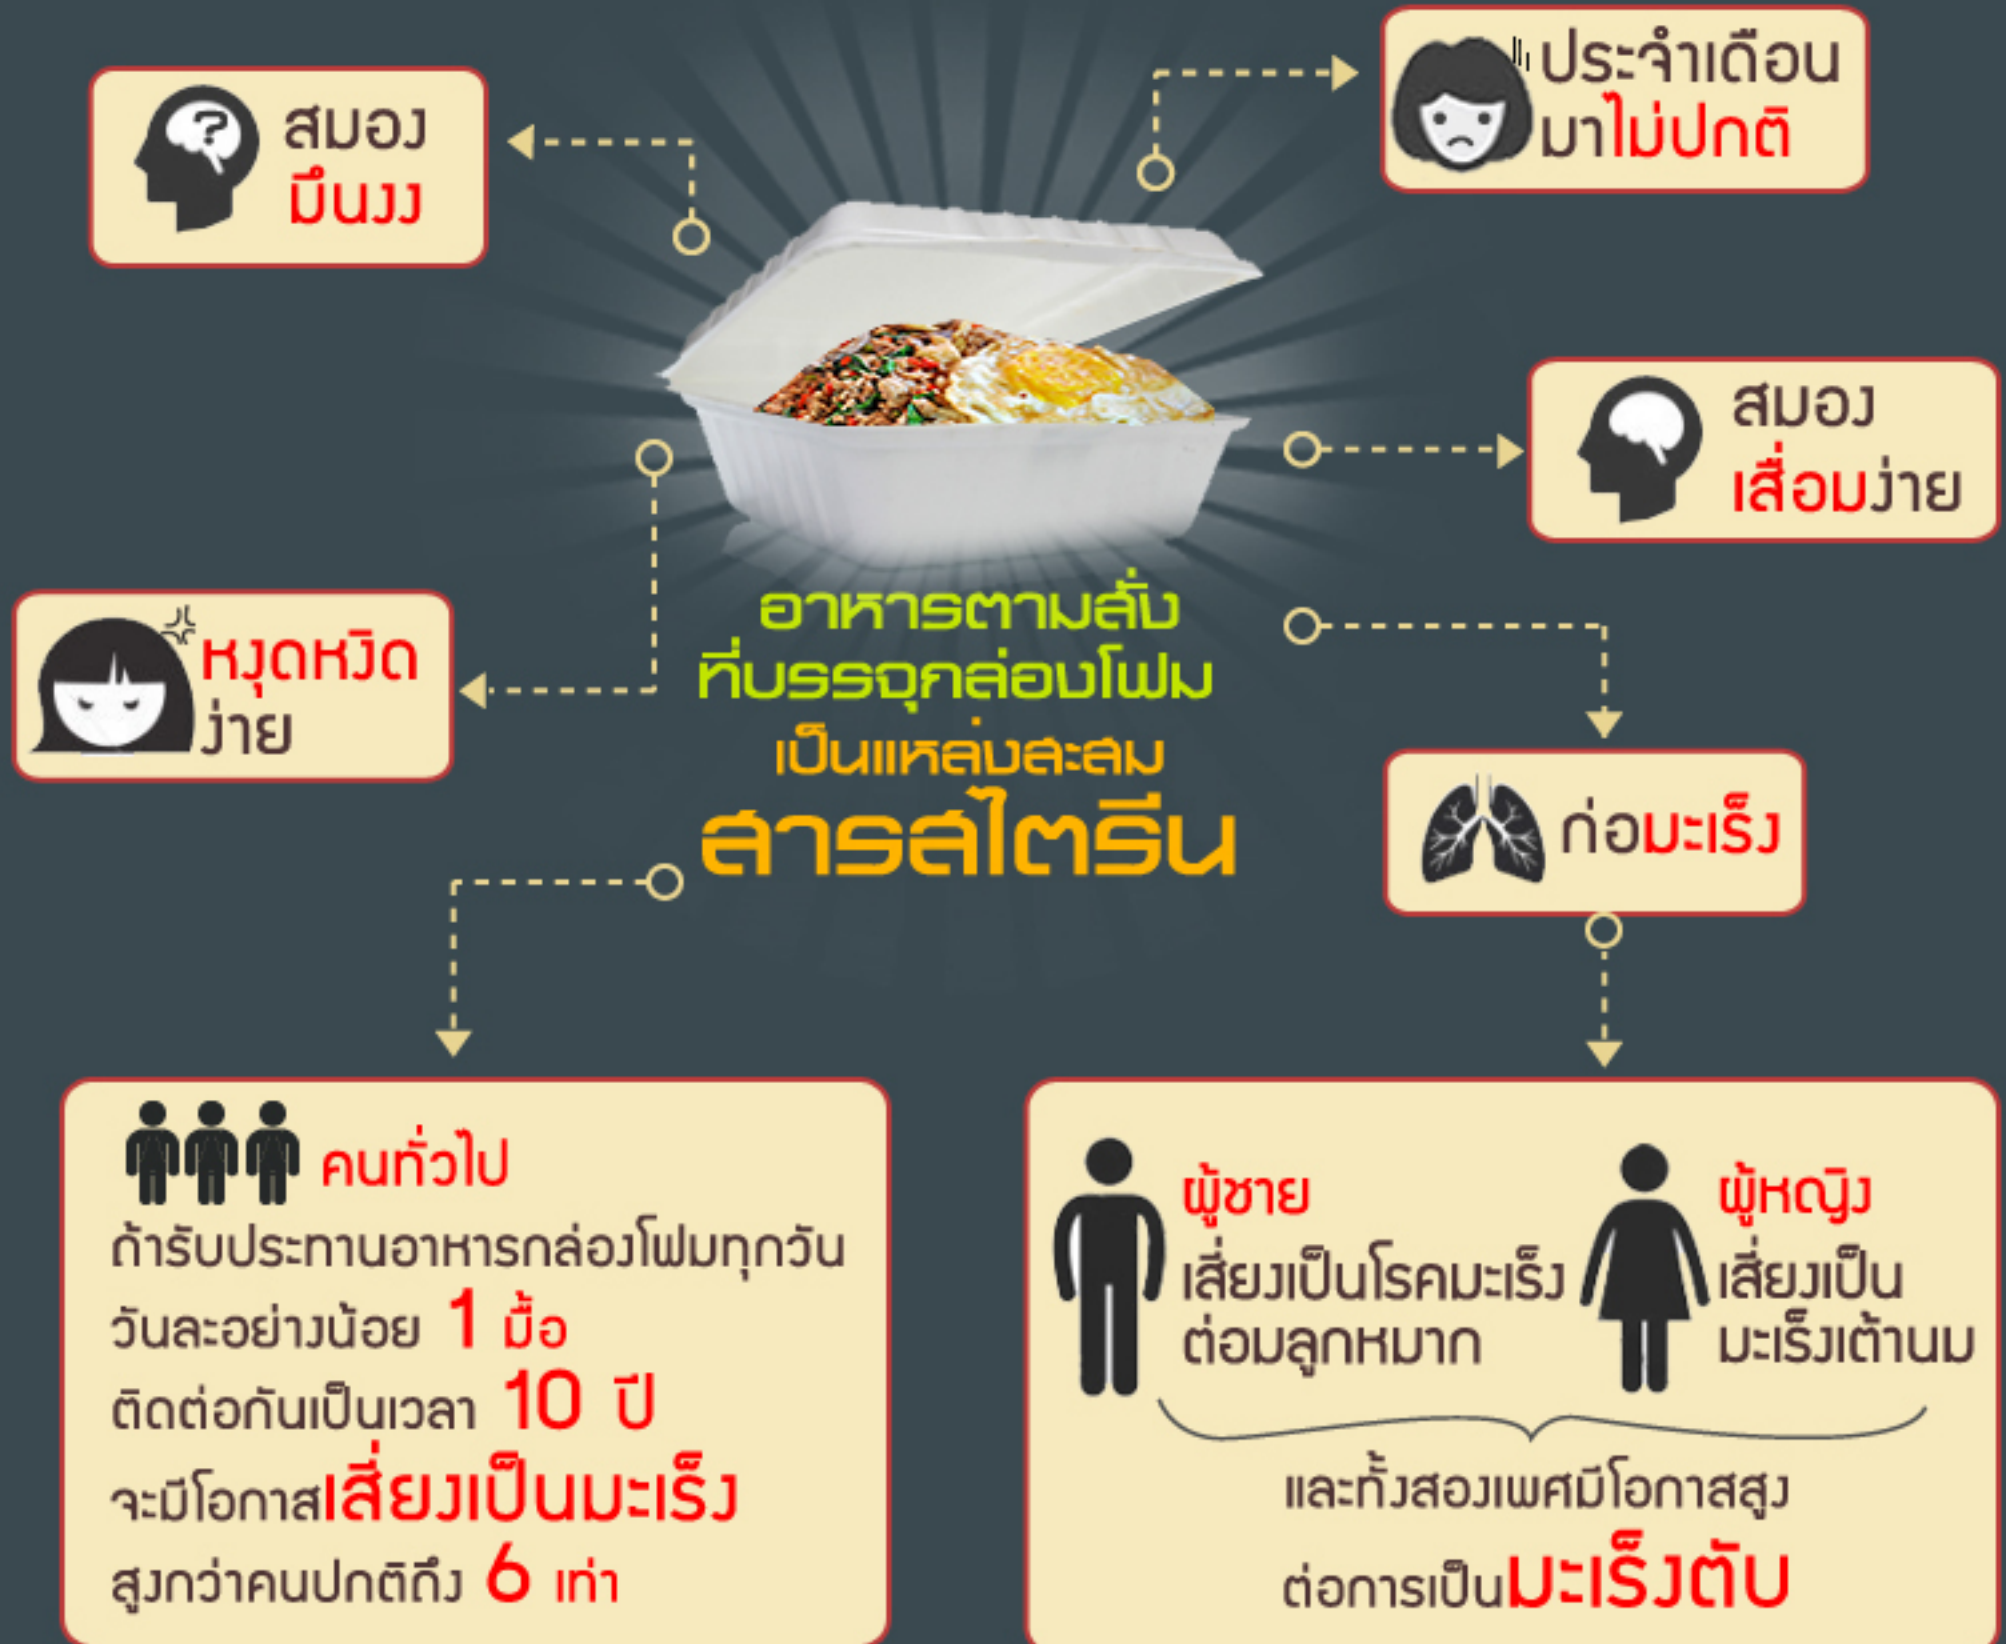 สมอง
มึนงง
ประจำเดือน
มาไม่ปกติ
สมอง
เสื่อมง่าย
หงุดหงิด
ง่าย
อาหารตามสั่ง
ที่บรรจุกล่องโฟม
เป็นแหล่งสะสม
สารสไตรีน
ก่อมะเร็ง
คนทั่วไป
ถ้ารับประทานอาหารกล่องโฟมทุกวัน
วันละอย่างน้อย 1 มื้อ
ติดต่อกันเป็นเวลา 10 ปี
จะมีโอกาสเสี่ยงเป็นมะเร็ง
สูงกว่าคนปกติถึง 6 เท่า
ผู้ชาย
เสี่ยงเป็นโรคมะเร็ง
ต่อมลูกหมาก
ผู้หญิง
เสี่ยงเป็น
มะเร็งเต้านม
และทั้งสองเพศมีโอกาสสูง
ต่อการเป็นมะเร็งตับ